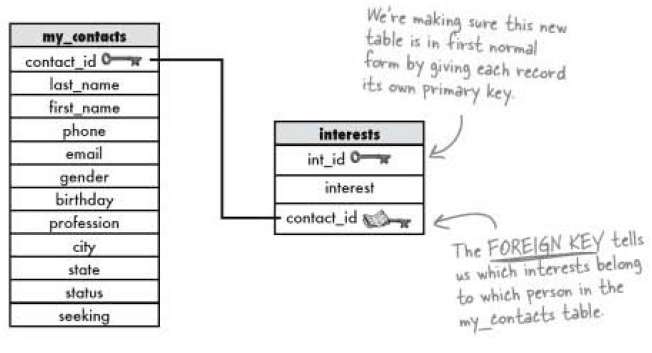 my_contacts
contact_id
last_name
first_name
phone
email
gender
birthday
profession
city
state
status
seeking
We're making sure this new
table is in first normal
form by giving each record
its own primary key.
interests
int_id
interest
contact_id
The FOREIGN KEY tells
us which interests belong
to which person in the
my_contacts table.